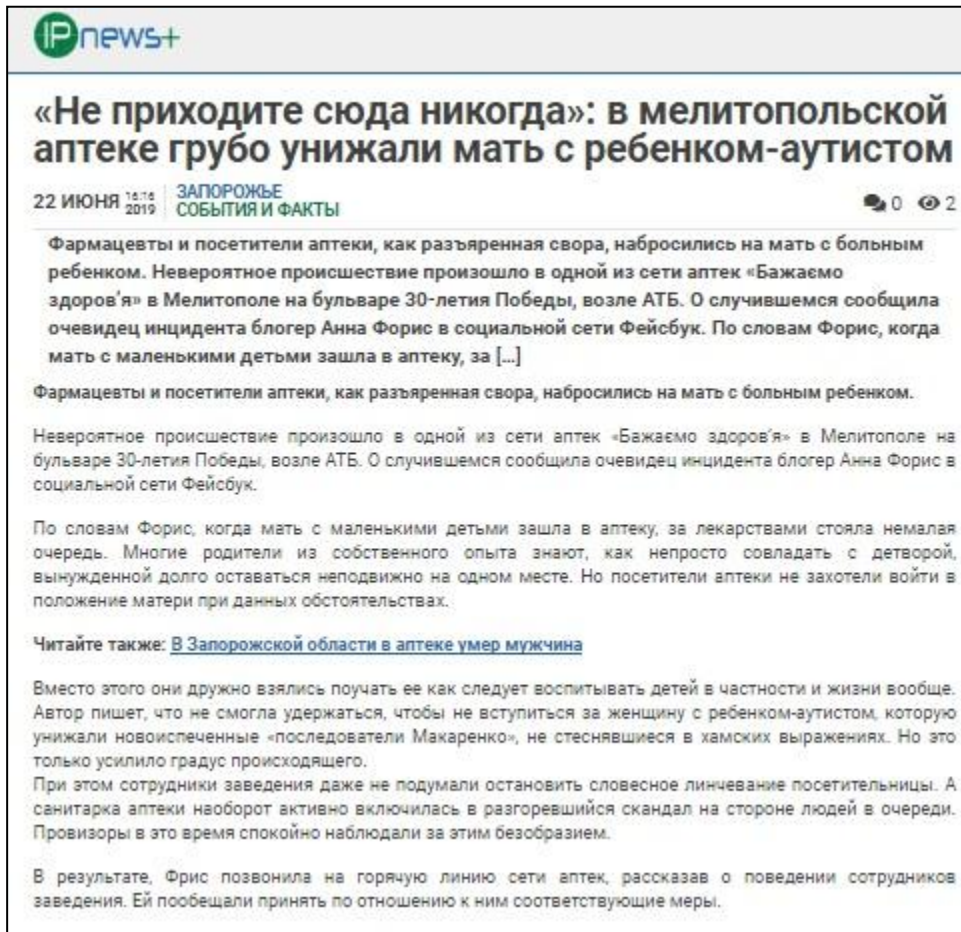 IPnews+
«Не приходите сюда никогда»: в мелитопольской
аптеке грубо унижали мать с ребенком-аутистом
22 ИЮНЯ 16:16 2019 ЗАПОРОЖЬЕ СОБЫТИЯ И ФАКТЫ 0 2
Фармацевты и посетители аптеки, как разъяренная свора, набросились на мать с больным
ребенком. Невероятное происшествие произошло в одной из сети аптек «Бажаємо
здоров’я» в Мелитополе на бульваре 30-летия Победы, возле АТБ. О случившемся сообщила
очевидец инцидента блогер Анна Форис в социальной сети Фейсбук. По словам Форис, когда
мать с маленькими детьми зашла в аптеку, за [...]
Фармацевты и посетители аптеки, как разъяренная свора, набросились на мать с больным ребенком.
Невероятное происшествие произошло в одной из сети аптек «Бажаємо здоров’я» в Мелитополе на
бульваре 30-летия Победы, возле АТБ. О случившемся сообщила очевидец инцидента блогер Анна Форис в
социальной сети Фейсбук.
По словам Форис, когда мать с маленькими детьми зашла в аптеку, за лекарствами стояла немалая
очередь. Многие родители из собственного опыта знают, как непросто совладать с детворой,
вынужденной долго оставаться неподвижно на одном месте. Но посетители аптеки не захотели войти в
положение матери при данных обстоятельствах.
Читайте также: В Запорожской области в аптеке умер мужчина
Вместо этого они дружно взялись поучать ее как следует воспитывать детей в частности и жизни вообще.
Автор пишет, что не смогла удержаться, чтобы не вступиться за женщину с ребенком-аутистом, которую
унижали новоиспеченные «последователи Макаренко», не стеснявшиеся в хамских выражениях. Но это
только усилило градус происходящего.
При этом сотрудники заведения даже не подумали остановить словесное линчевание посетительницы. А
санитарка аптеки наоборот активно включилась в разгоревшийся скандал на стороне людей в очереди.
Провизоры в это время спокойно наблюдали за этим безобразием.
В результате, Фрис позвонила на горячую линию сети аптек, рассказав о поведении сотрудников
заведения. Ей пообещали принять по отношению к ним соответствующие меры.